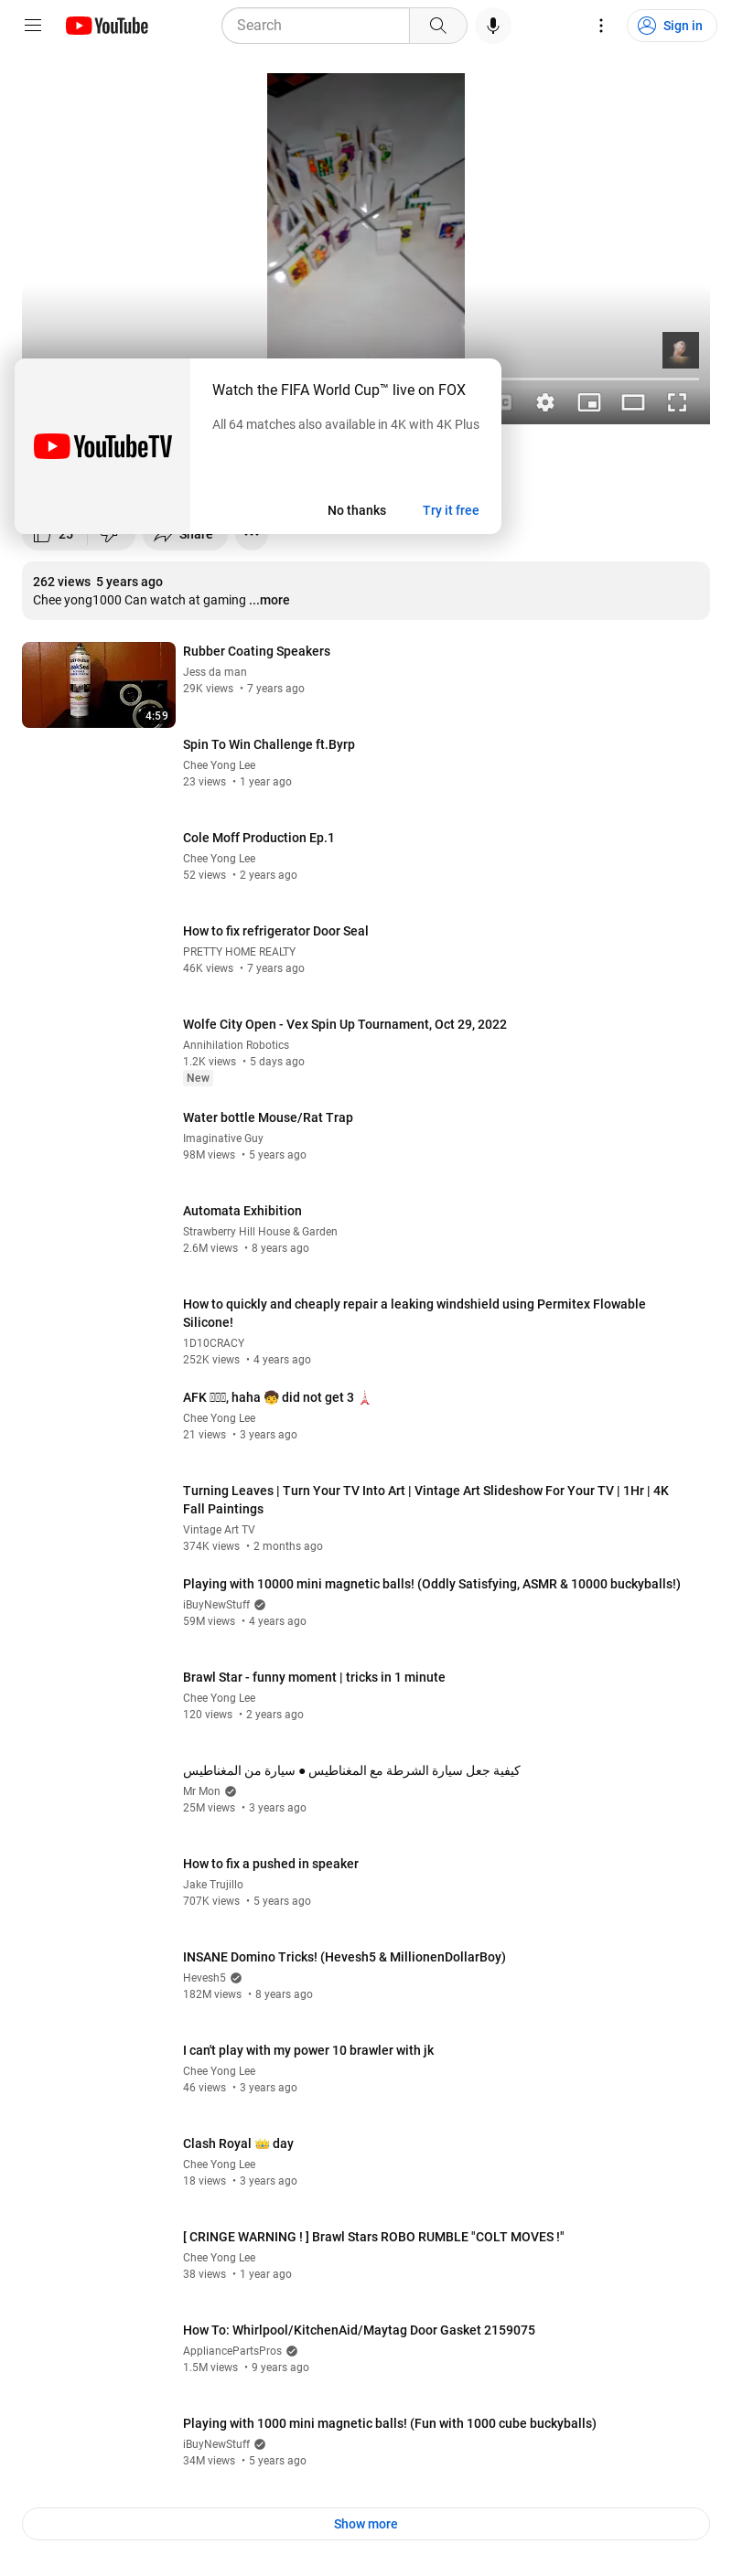 YouTube
Search
Sign in
Watch the FIFA World Cup™ live on FOX
All 64 matches also available in 4K with 4K Plus
YouTubeTV
No thanks
Try it free
25
Share
262 views 5 years ago
Chee yong1000 Can watch at gaming ...more
Rubber Coating Speakers
Jess da man
29K views • 7 years ago
4:59
Spin To Win Challenge ft.Byrp
Chee Yong Lee
23 views • 1 year ago
Cole Moff Production Ep.1
Chee Yong Lee
52 views • 2 years ago
How to fix refrigerator Door Seal
PRETTY HOME REALTY
46K views • 7 years ago
Wolfe City Open - Vex Spin Up Tournament, Oct 29, 2022
Annihilation Robotics
1.2K views • 5 days ago
New
Water bottle Mouse/Rat Trap
Imaginative Guy
98M views • 5 years ago
Automata Exhibition
Strawberry Hill House & Garden
2.6M views • 8 years ago
How to quickly and cheaply repair a leaking windshield using Permitex Flowable
Silicone!
1D10CRACY
252K views • 4 years ago
AFK , haha 🧒 did not get 3 🗼
Chee Yong Lee
21 views • 3 years ago
Turning Leaves | Turn Your TV Into Art | Vintage Art Slideshow For Your TV | 1Hr | 4K
Fall Paintings
Vintage Art TV
374K views • 2 months ago
Playing with 10000 mini magnetic balls! (Oddly Satisfying, ASMR & 10000 buckyballs!)
iBuyNewStuff
59M views • 4 years ago
Brawl Star - funny moment | tricks in 1 minute
Chee Yong Lee
120 views • 2 years ago
كيفية جعل سيارة الشرطة مع المغناطيس ● سيارة من المغناطيس
Mr Mon
25M views • 3 years ago
How to fix a pushed in speaker
Jake Trujillo
707K views • 5 years ago
INSANE Domino Tricks! (Hevesh5 & MillionenDollarBoy)
Hevesh5
182M views • 8 years ago
I can't play with my power 10 brawler with jk
Chee Yong Lee
46 views • 3 years ago
Clash Royal 👑 day
Chee Yong Lee
18 views • 3 years ago
[ CRINGE WARNING ! ] Brawl Stars ROBO RUMBLE "COLT MOVES !"
Chee Yong Lee
38 views • 1 year ago
How To: Whirlpool/KitchenAid/Maytag Door Gasket 2159075
AppliancePartsPros
1.5M views • 9 years ago
Playing with 1000 mini magnetic balls! (Fun with 1000 cube buckyballs)
iBuyNewStuff
34M views • 5 years ago
Show more